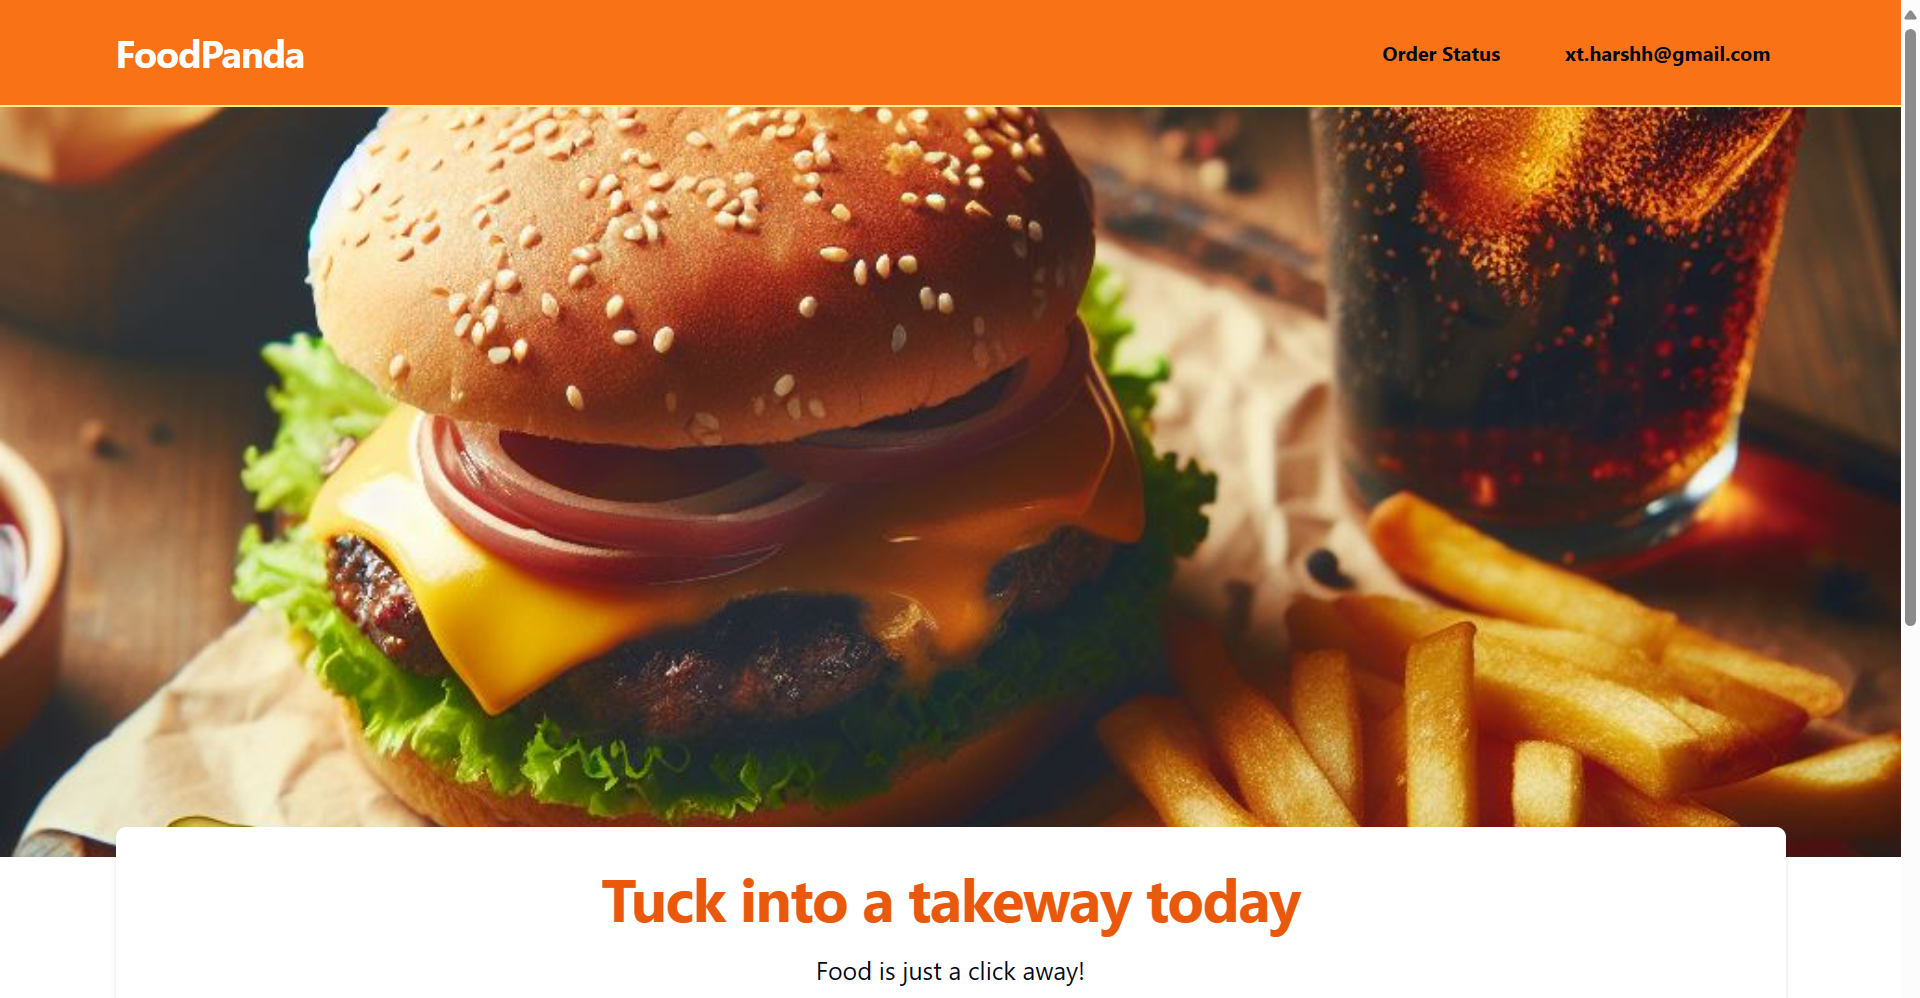 FoodPanda
Order Status
xt.harshh@gmail.com
Tuck into a takeway today
Food is just a click away!